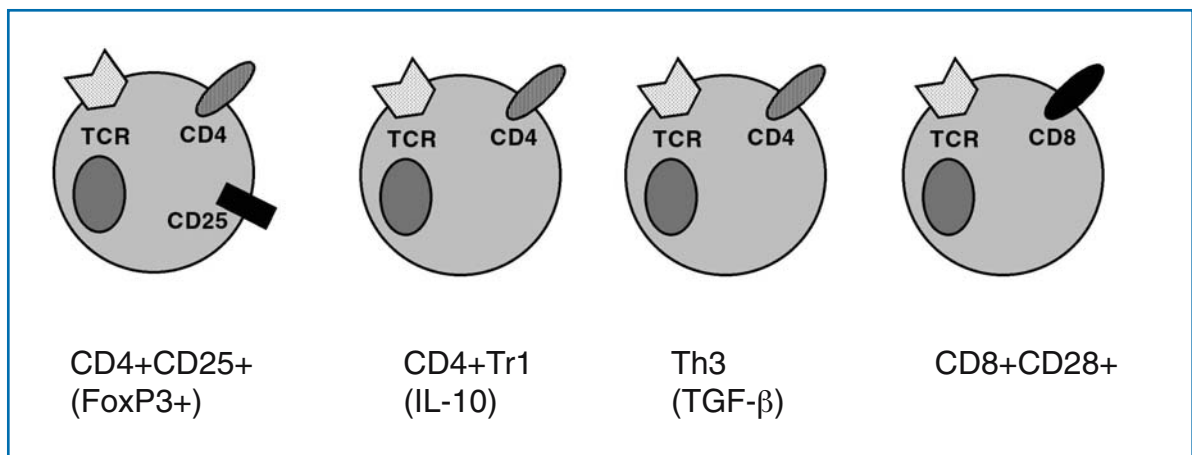 TCR CD4
CD25
TCR CD4
TCR CD4
TCR CD8
CD4+CD25+
(FoxP3+)
CD4+Tr1
(IL-10)
Th3
(TGF-β)
CD8+CD28+